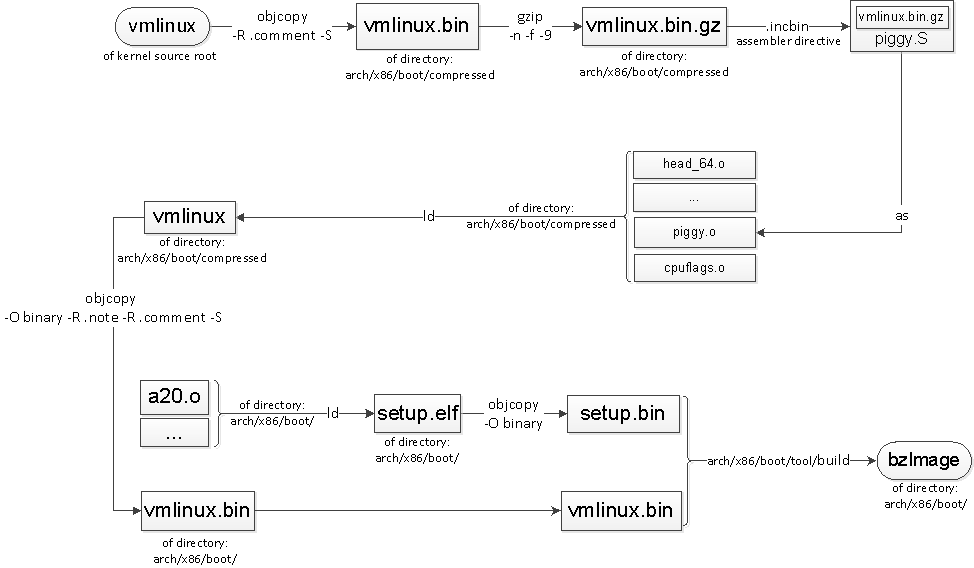 vmlinux
of kernel source root
objcopy
-R .comment -S
vmlinux.bin
of directory:
arch/x86/boot/compressed
gzip
-n -f -9
vmlinux.bin.gz
of directory:
arch/x86/boot/compressed
.incbin
assembler directive
vmlinux.bin.gz
piggy.S
as
head_64.o
...
piggy.o
cpuflags.o
of directory:
arch/x86/boot/compressed
ld
vmlinux
of directory:
arch/x86/boot/compressed
objcopy
-O binary -R .note -R .comment -S
a20.o
...
of directory:
arch/x86/boot/
ld
setup.elf
of directory:
arch/x86/boot/
objcopy
-O binary
setup.bin
vmlinux.bin
of directory:
arch/x86/boot/
vmlinux.bin
arch/x86/boot/tool/build
bzImage
of directory:
arch/x86/boot/